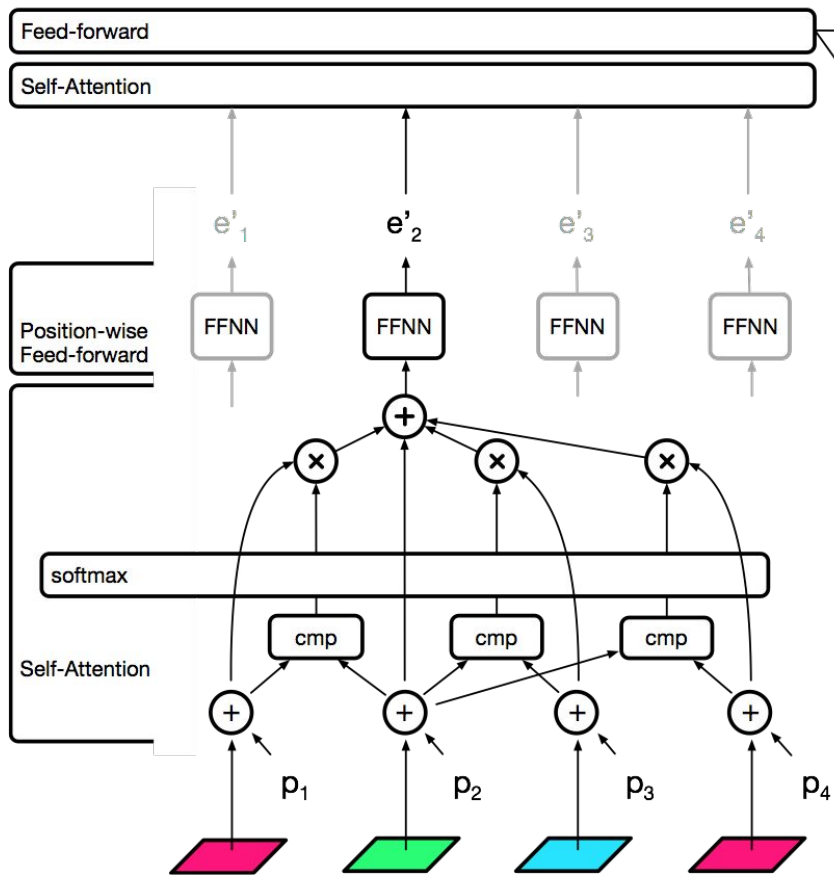 Feed-forward
Self-Attention
e’1 e’2 e’3 e’4
FFNN FFNN FFNN FFNN
Position-wise
Feed-forward
+
× × ×
softmax
cmp cmp cmp
Self-Attention
+ + + +
p1 p2 p3 p4